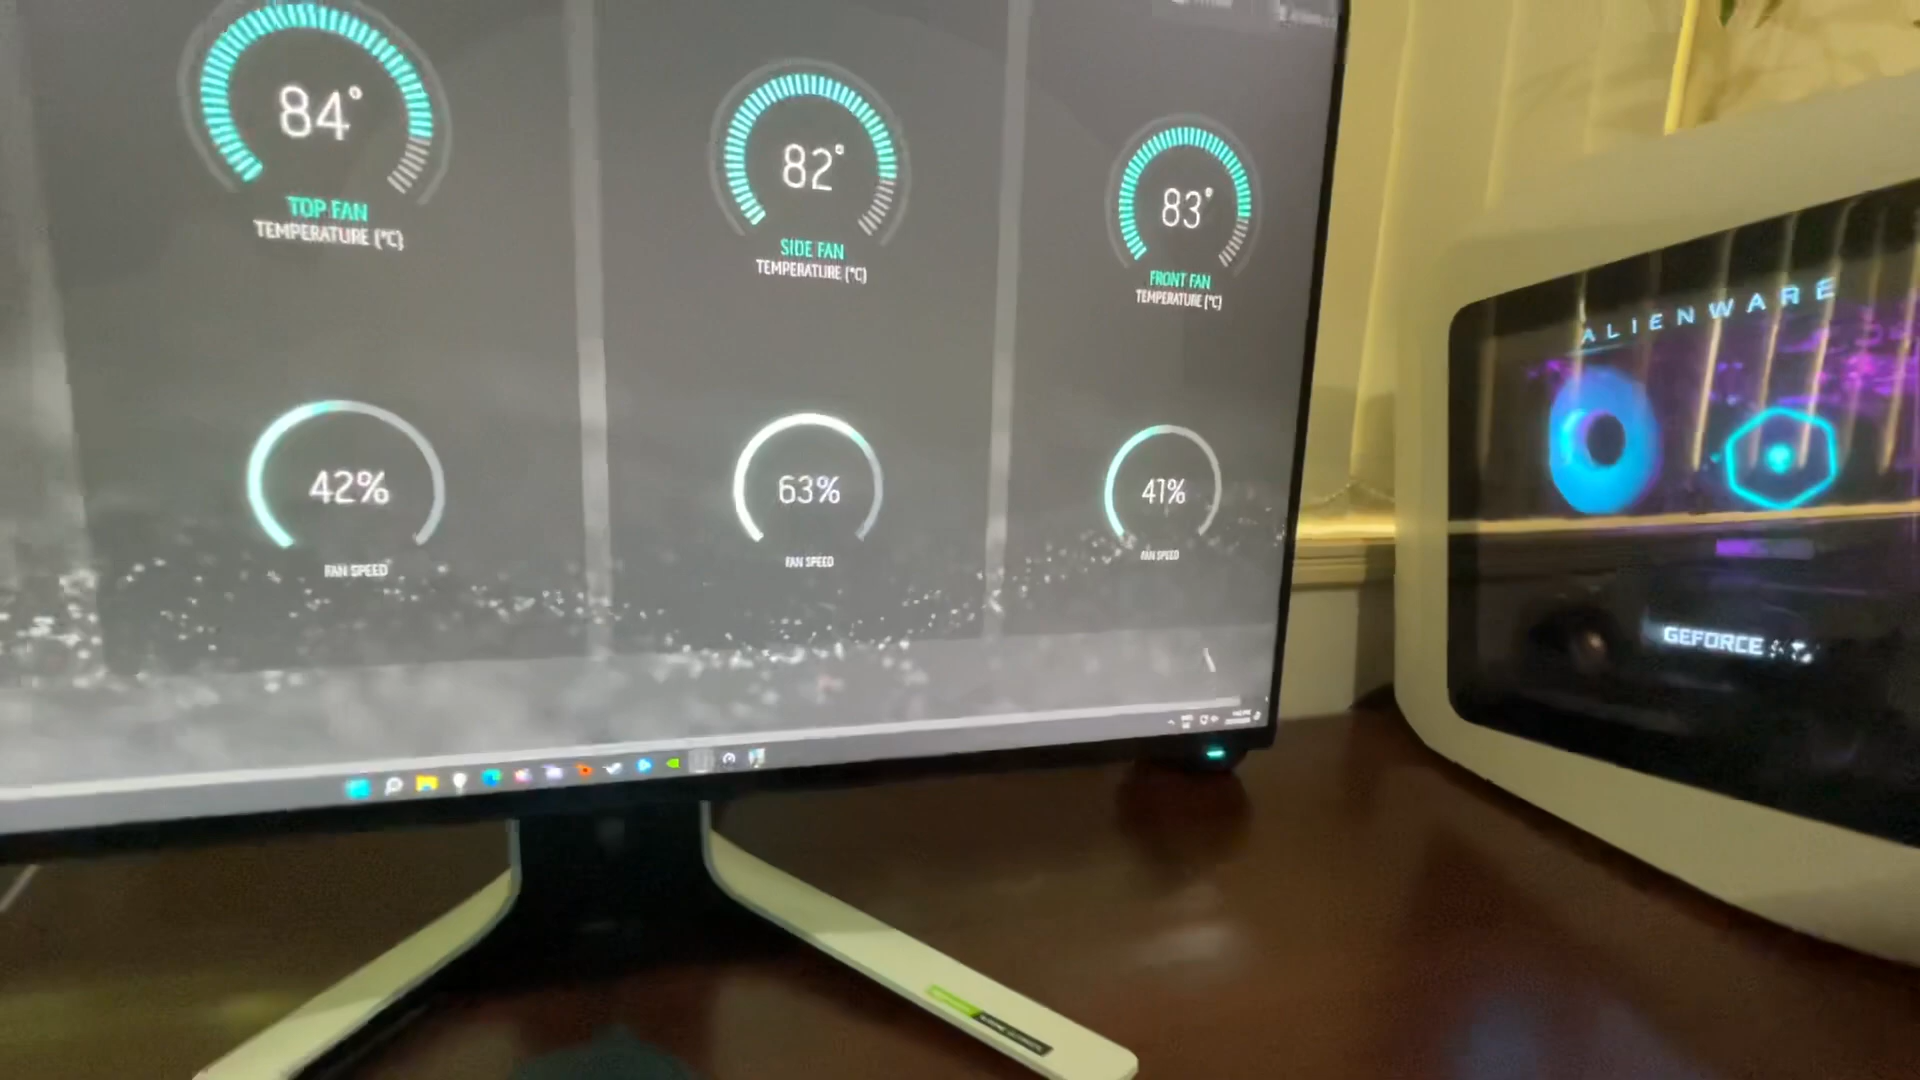 84°
TOP FAN
TEMPERATURE (°C)
82°
SIDE FAN
TEMPERATURE (°C)
83°
FRONT FAN
TEMPERATURE (°C)
42%
FAN SPEED
63%
FAN SPEED
41%
FAN SPEED
ALIENWARE
GEFORCE